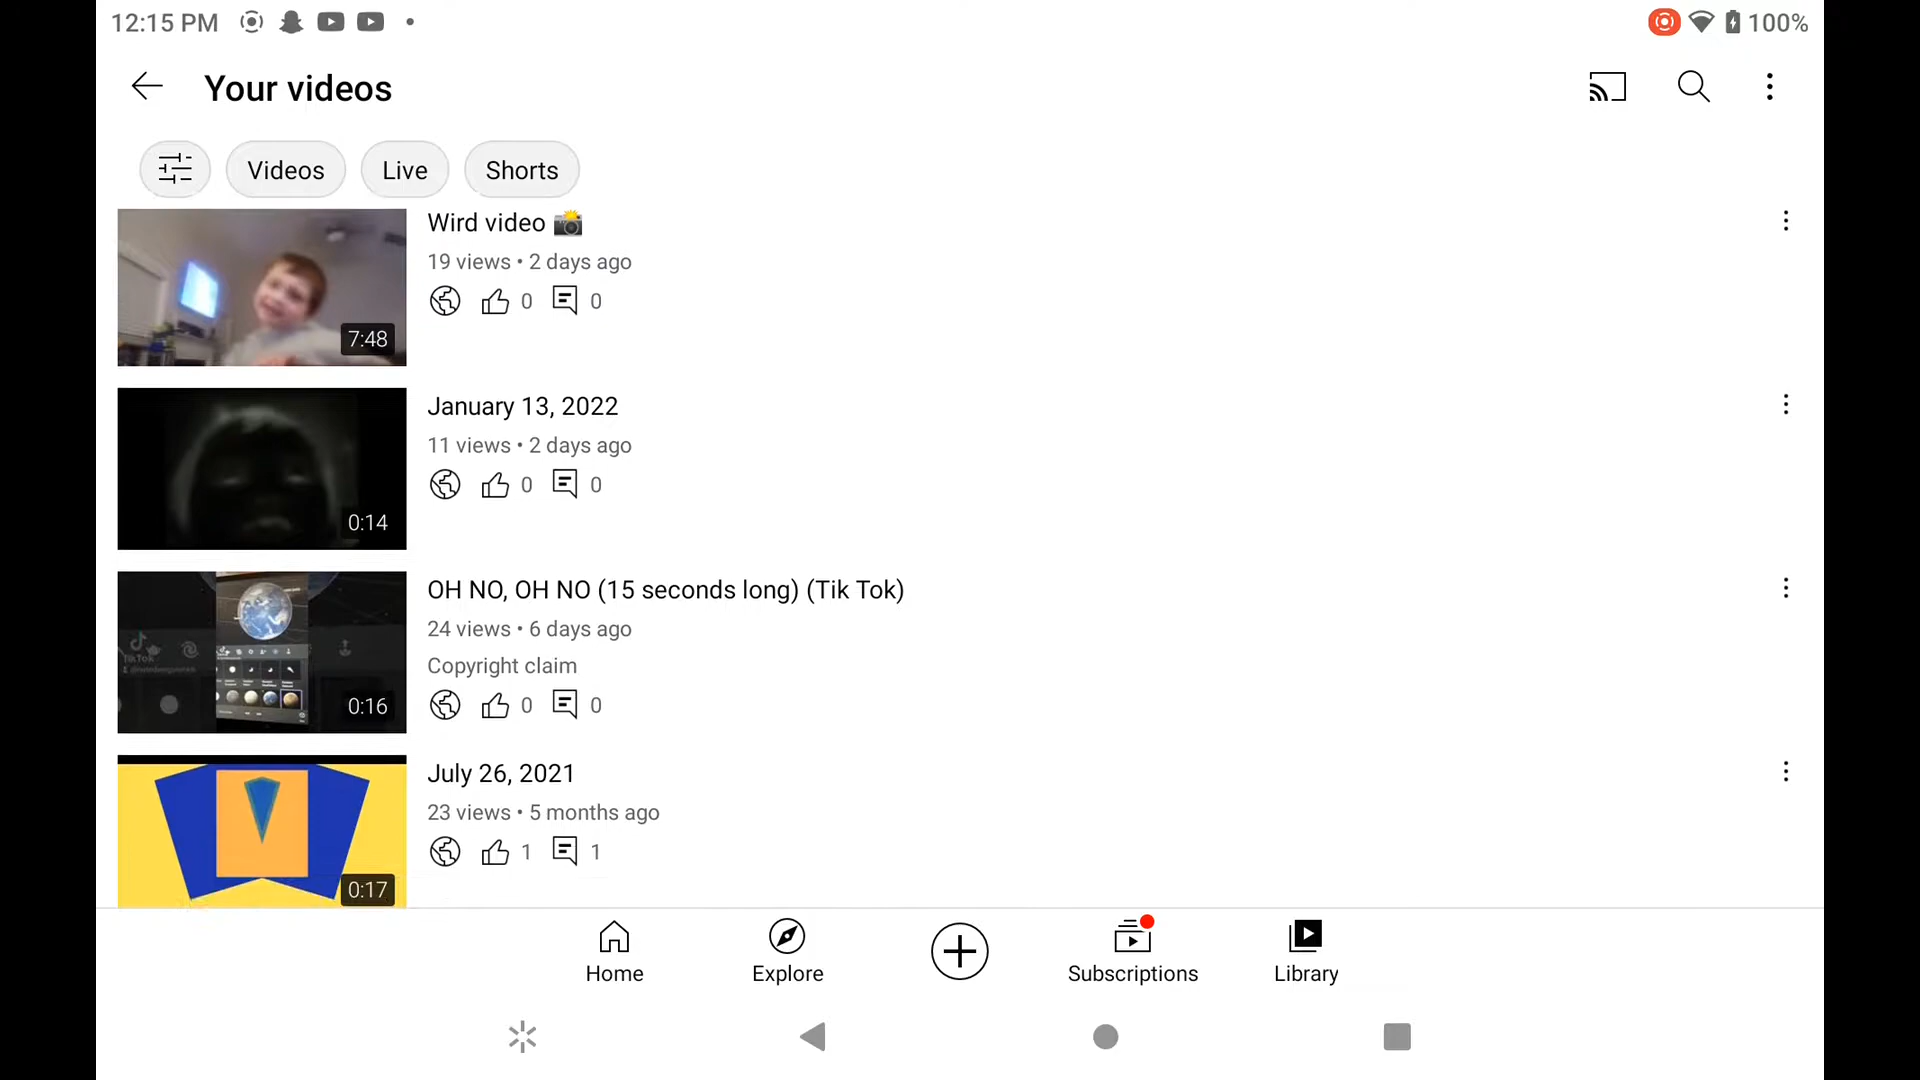 12:15 PM
100%
Your videos
Videos
Live
Shorts
Wird video
19 views • 2 days ago
0
0
7:48
January 13, 2022
11 views • 2 days ago
0
0
0:14
OH NO, OH NO (15 seconds long) (Tik Tok)
24 views • 6 days ago
Copyright claim
TikTok
0
0
0:16
July 26, 2021
23 views • 5 months ago
1
1
0:17
Home
Explore
Subscriptions
Library